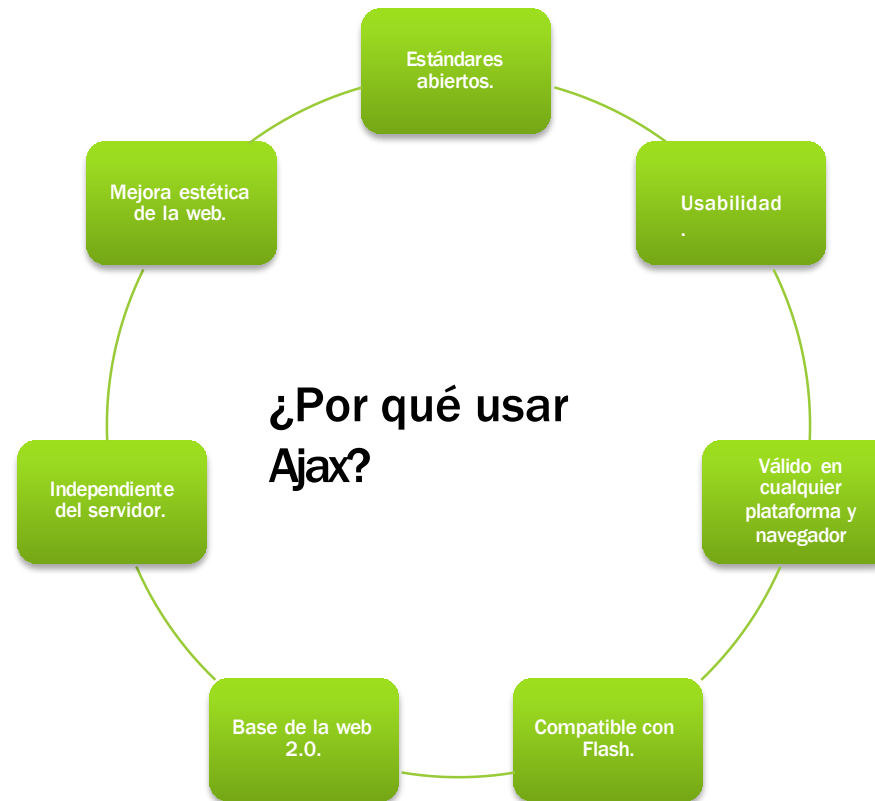 Estándares
abiertos.
Usabilidad
.
Válido en
cualquier
plataforma y
navegador
Compatible con
Flash.
Base de la web
2.0.
Independiente
del servidor.
Mejora estética
de la web.
¿Por qué usar
Ajax?